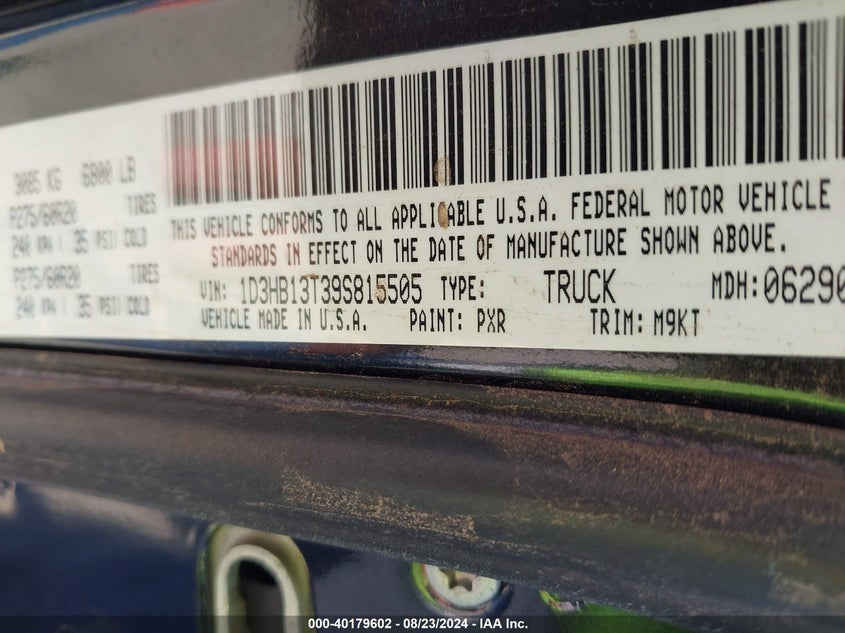 3085 KG 6800 LB
P275/60R20 TIRES
240 KPA ( 35 PSI) COLD
P275/60R20 TIRES
240 KPA ( 35 PSI) COLD
THIS VEHICLE CONFORMS TO ALL APPLICABLE U.S.A. FEDERAL MOTOR VEHICLE
STANDARDS IN EFFECT ON THE DATE OF MANUFACTURE SHOWN ABOVE.
VIN: 1D3HB13T39S815505 TYPE: TRUCK MDH: 06290
VEHICLE MADE IN U.S.A. PAINT: PXR TRIM: M9KT
000-40179602 - 08/23/2024 - IAA Inc.